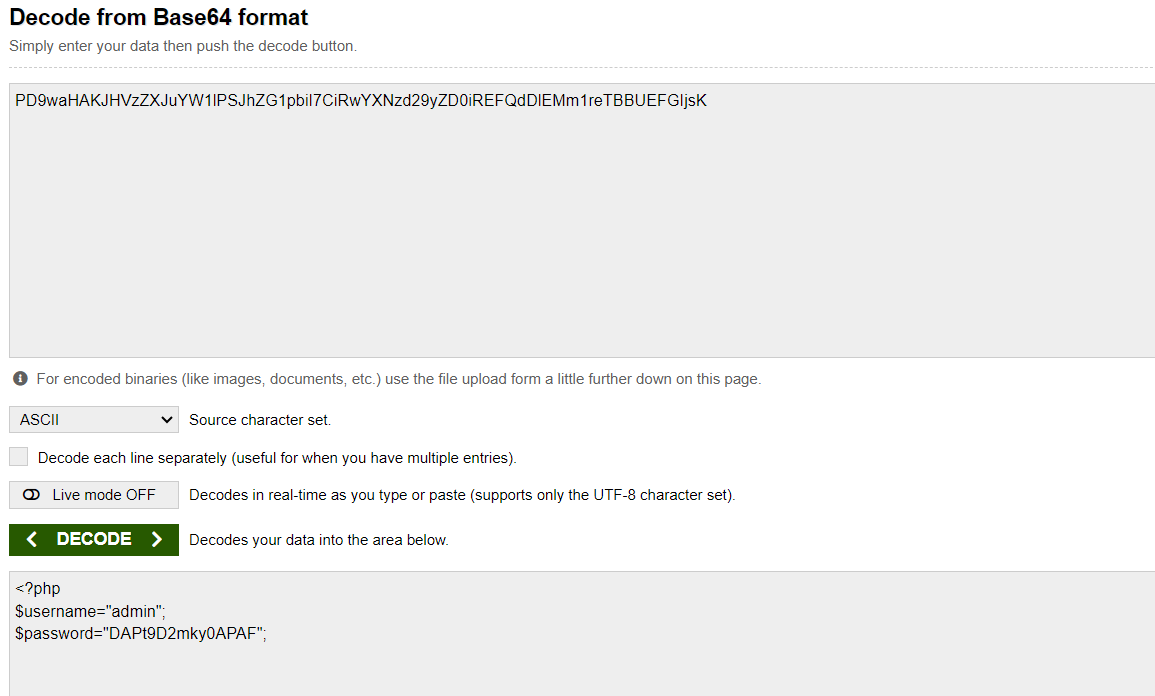 Decode from Base64 format
Simply enter your data then push the decode button.
PD9waHAKJHVzZXJuYW1lPSJhZG1pbiI7CiRwYXNzd29yZD0iREFQdDlEMm1reTBBUEFGIjsK
For encoded binaries (like images, documents, etc.) use the file upload form a little further down on this page.
ASCII Source character set.
Decode each line separately (useful for when you have multiple entries).
Live mode OFF Decodes in real-time as you type or paste (supports only the UTF-8 character set).
< DECODE > Decodes your data into the area below.
<?php
$username="admin";
$password="DAPt9D2mky0APAF";